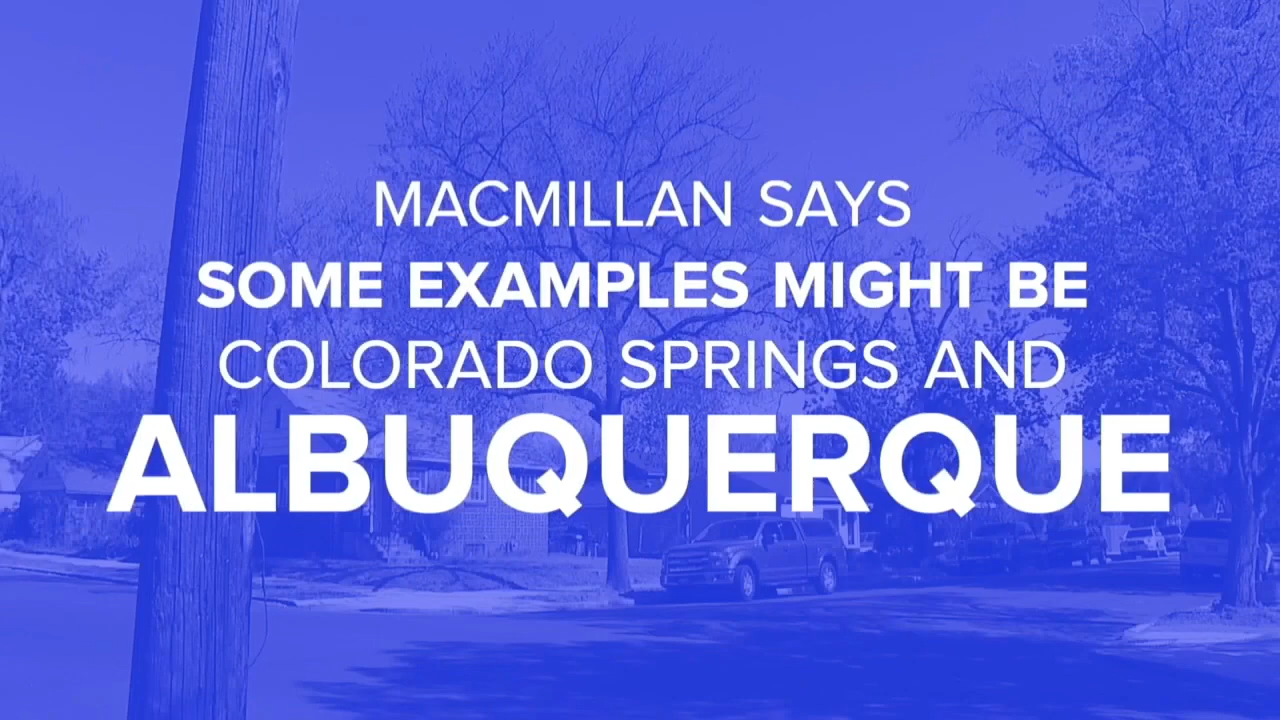 MACMILLAN SAYS
SOME EXAMPLES MIGHT BE
COLORADO SPRINGS AND
ALBUQUERQUE